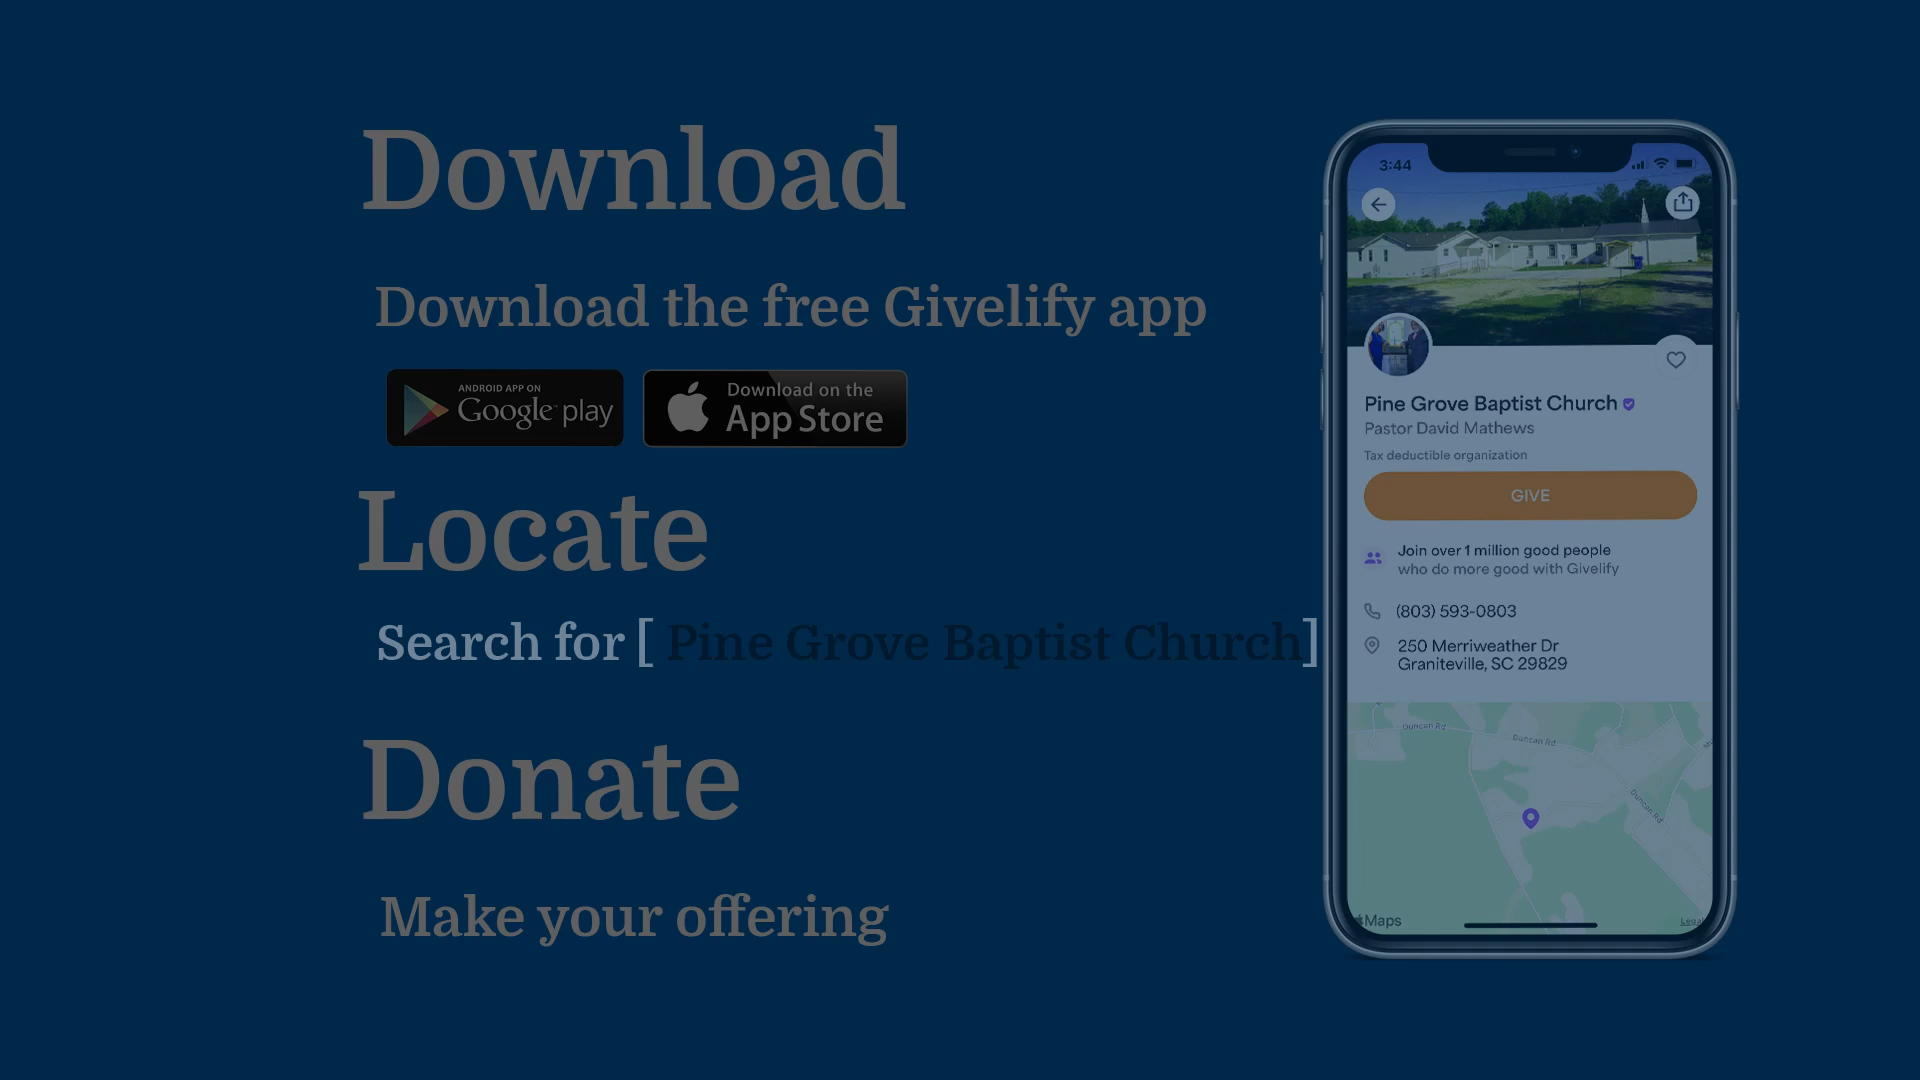 Download
Download the free Givelify app
ANDROID APP ON
Google play
Download on the
App Store
Locate
Search for [ Pine Grove Baptist Church]
Donate
Make your offering
3:44
Pine Grove Baptist Church
Pastor David Mathews
Tax deductible organization
GIVE
Join over 1 million good people
who do more good with Givelify
(803) 593-0803
250 Merriweather Dr
Graniteville, SC 29829
Duncan Rd
Duncan Rd
Duncan Rd
Maps
Legal